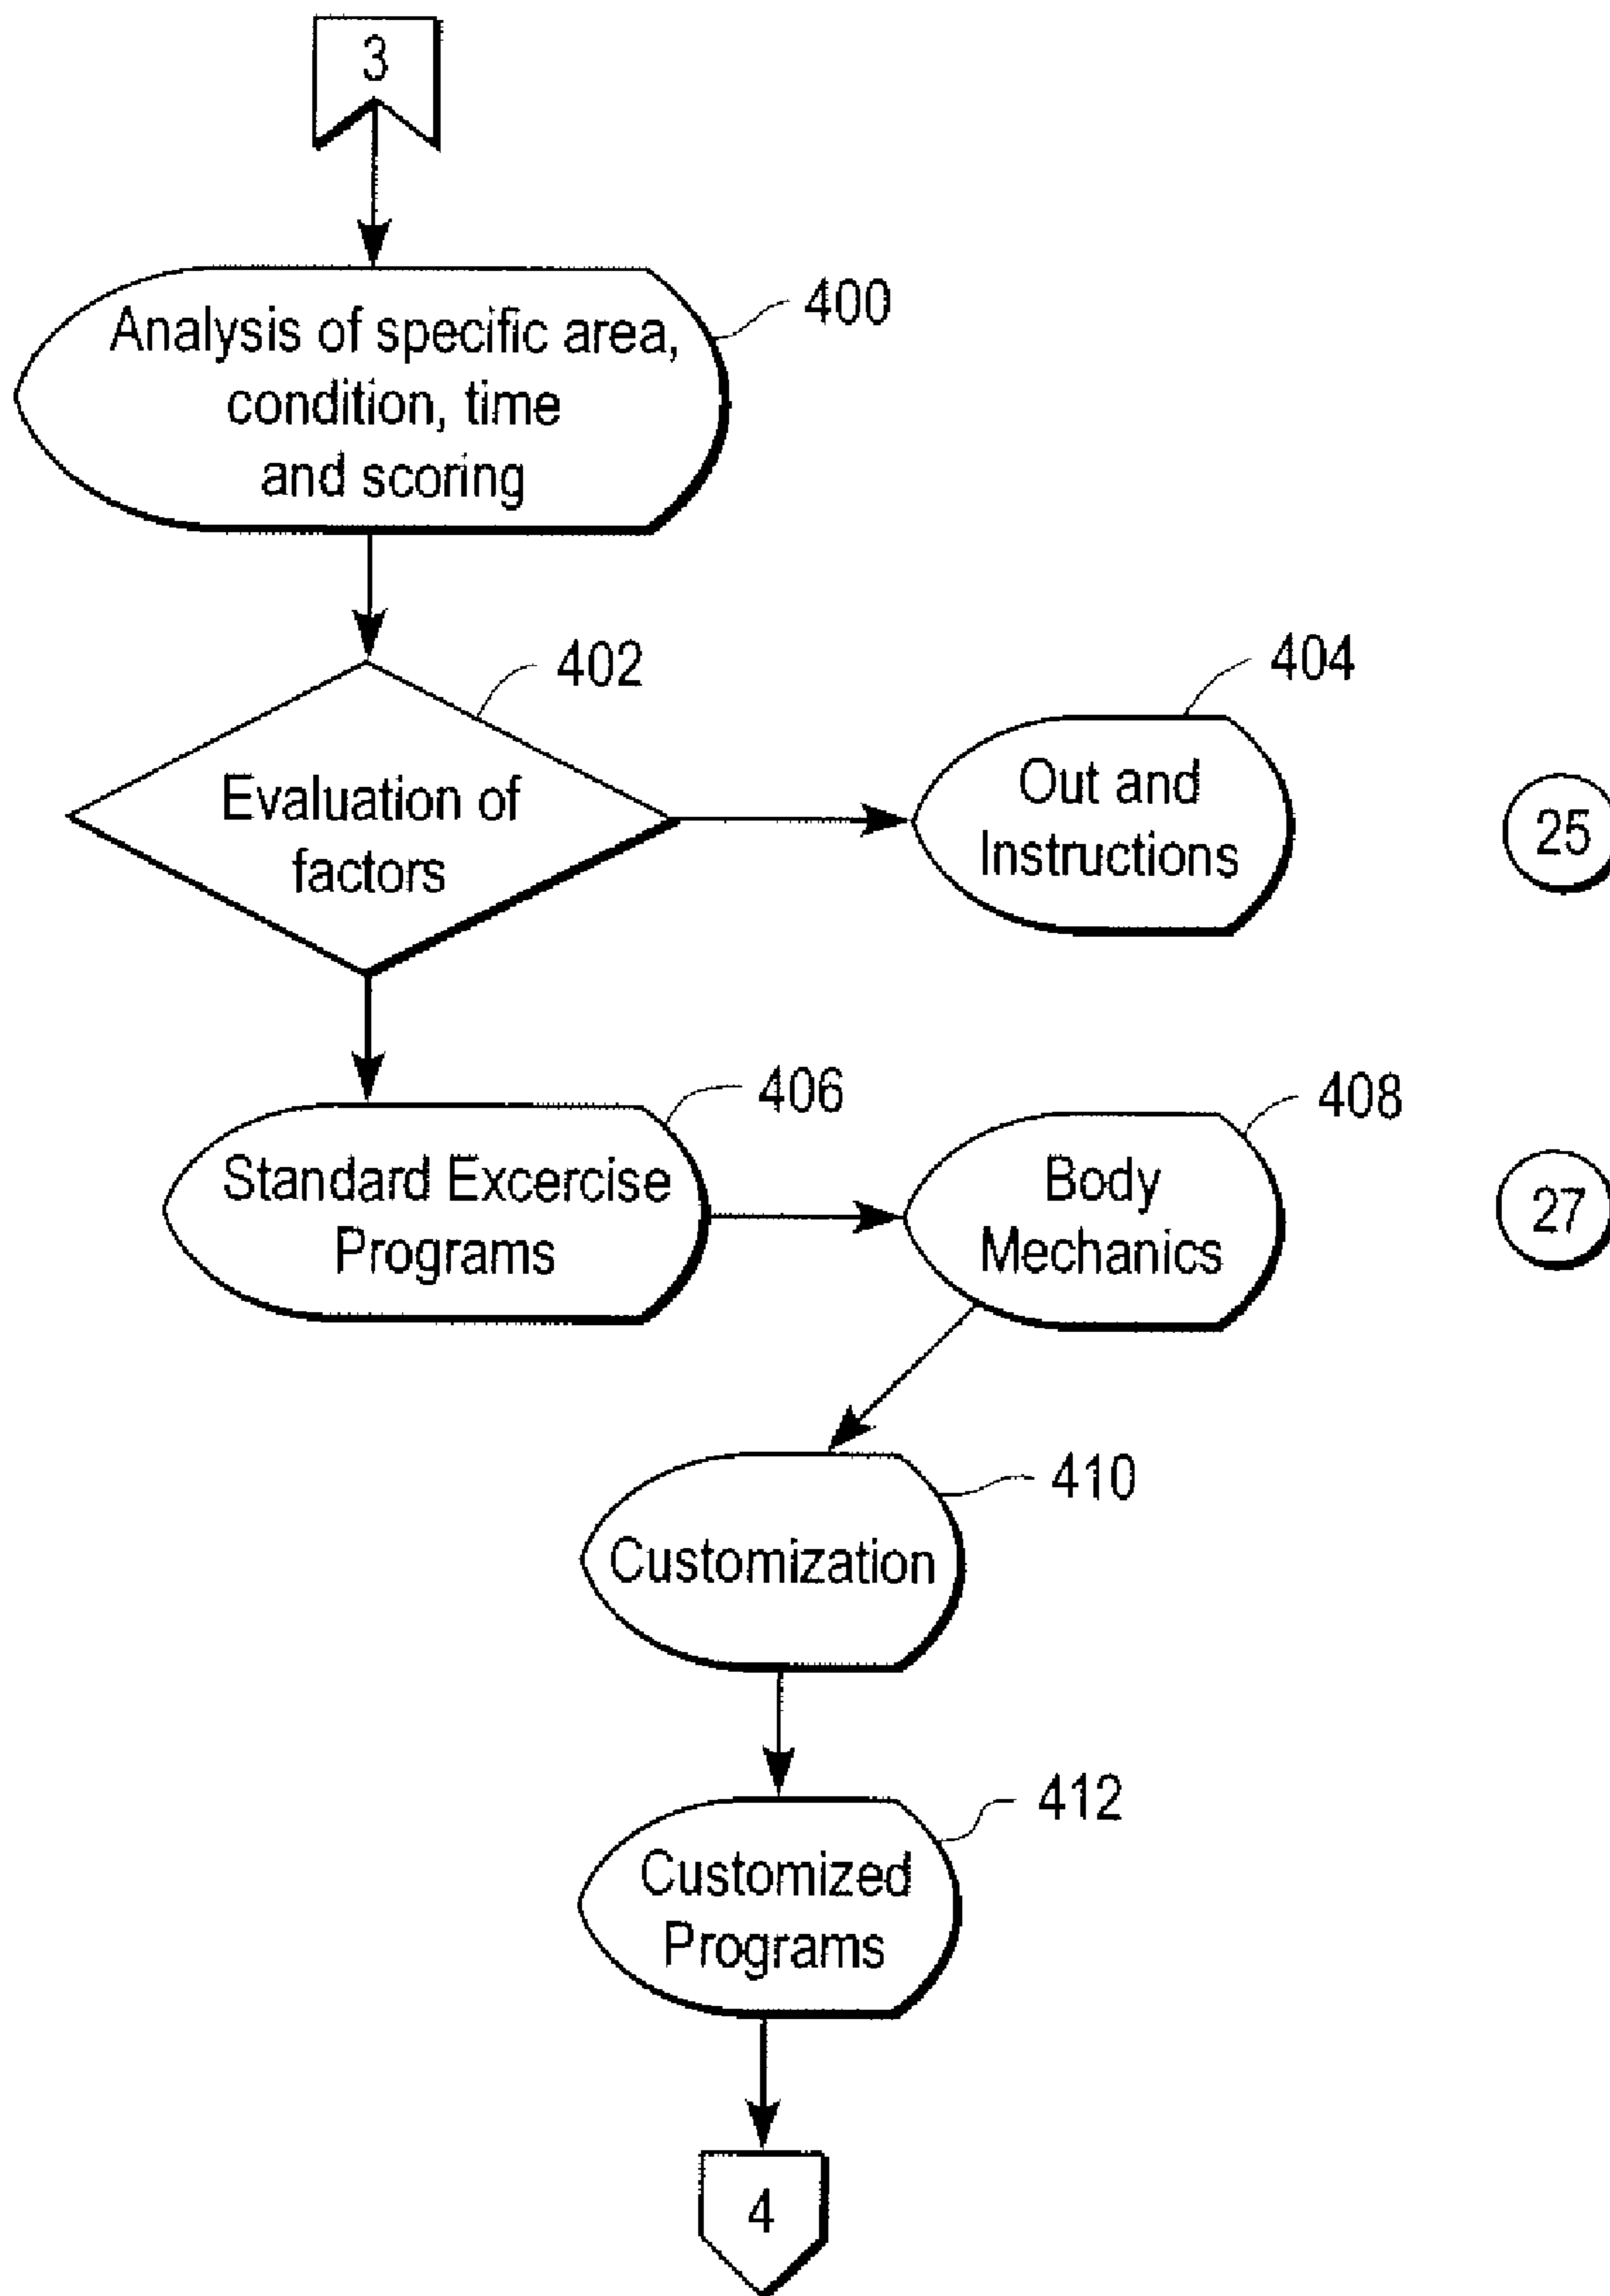 3
400
Analysis of specific area,
condition, time
and scoring
402
Evaluation of
factors
404
Out and
Instructions
25
406
Standard Excercise
Programs
408
Body
Mechanics
27
410
Customization
412
Customized
Programs
4